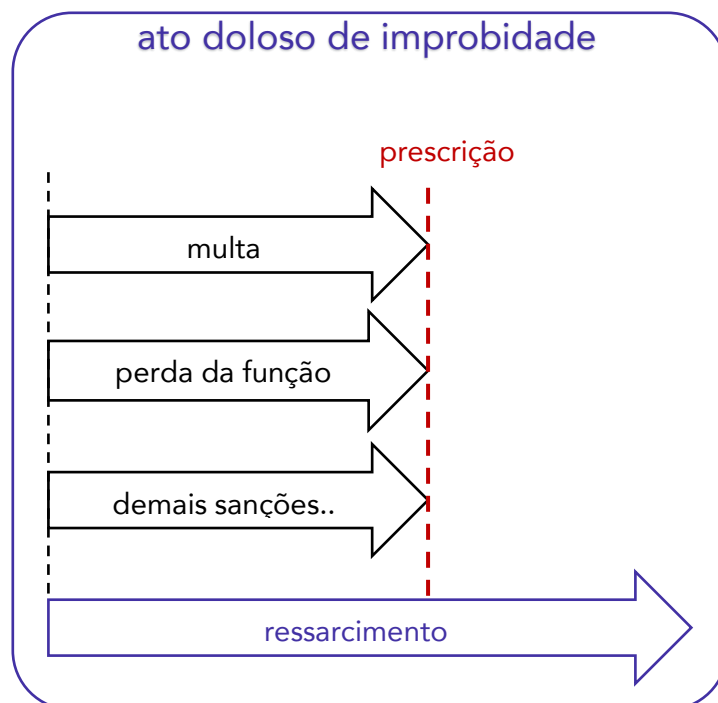 ato doloso de improbidade
prescrição
multa
perda da função
demais sanções..
ressarcimento